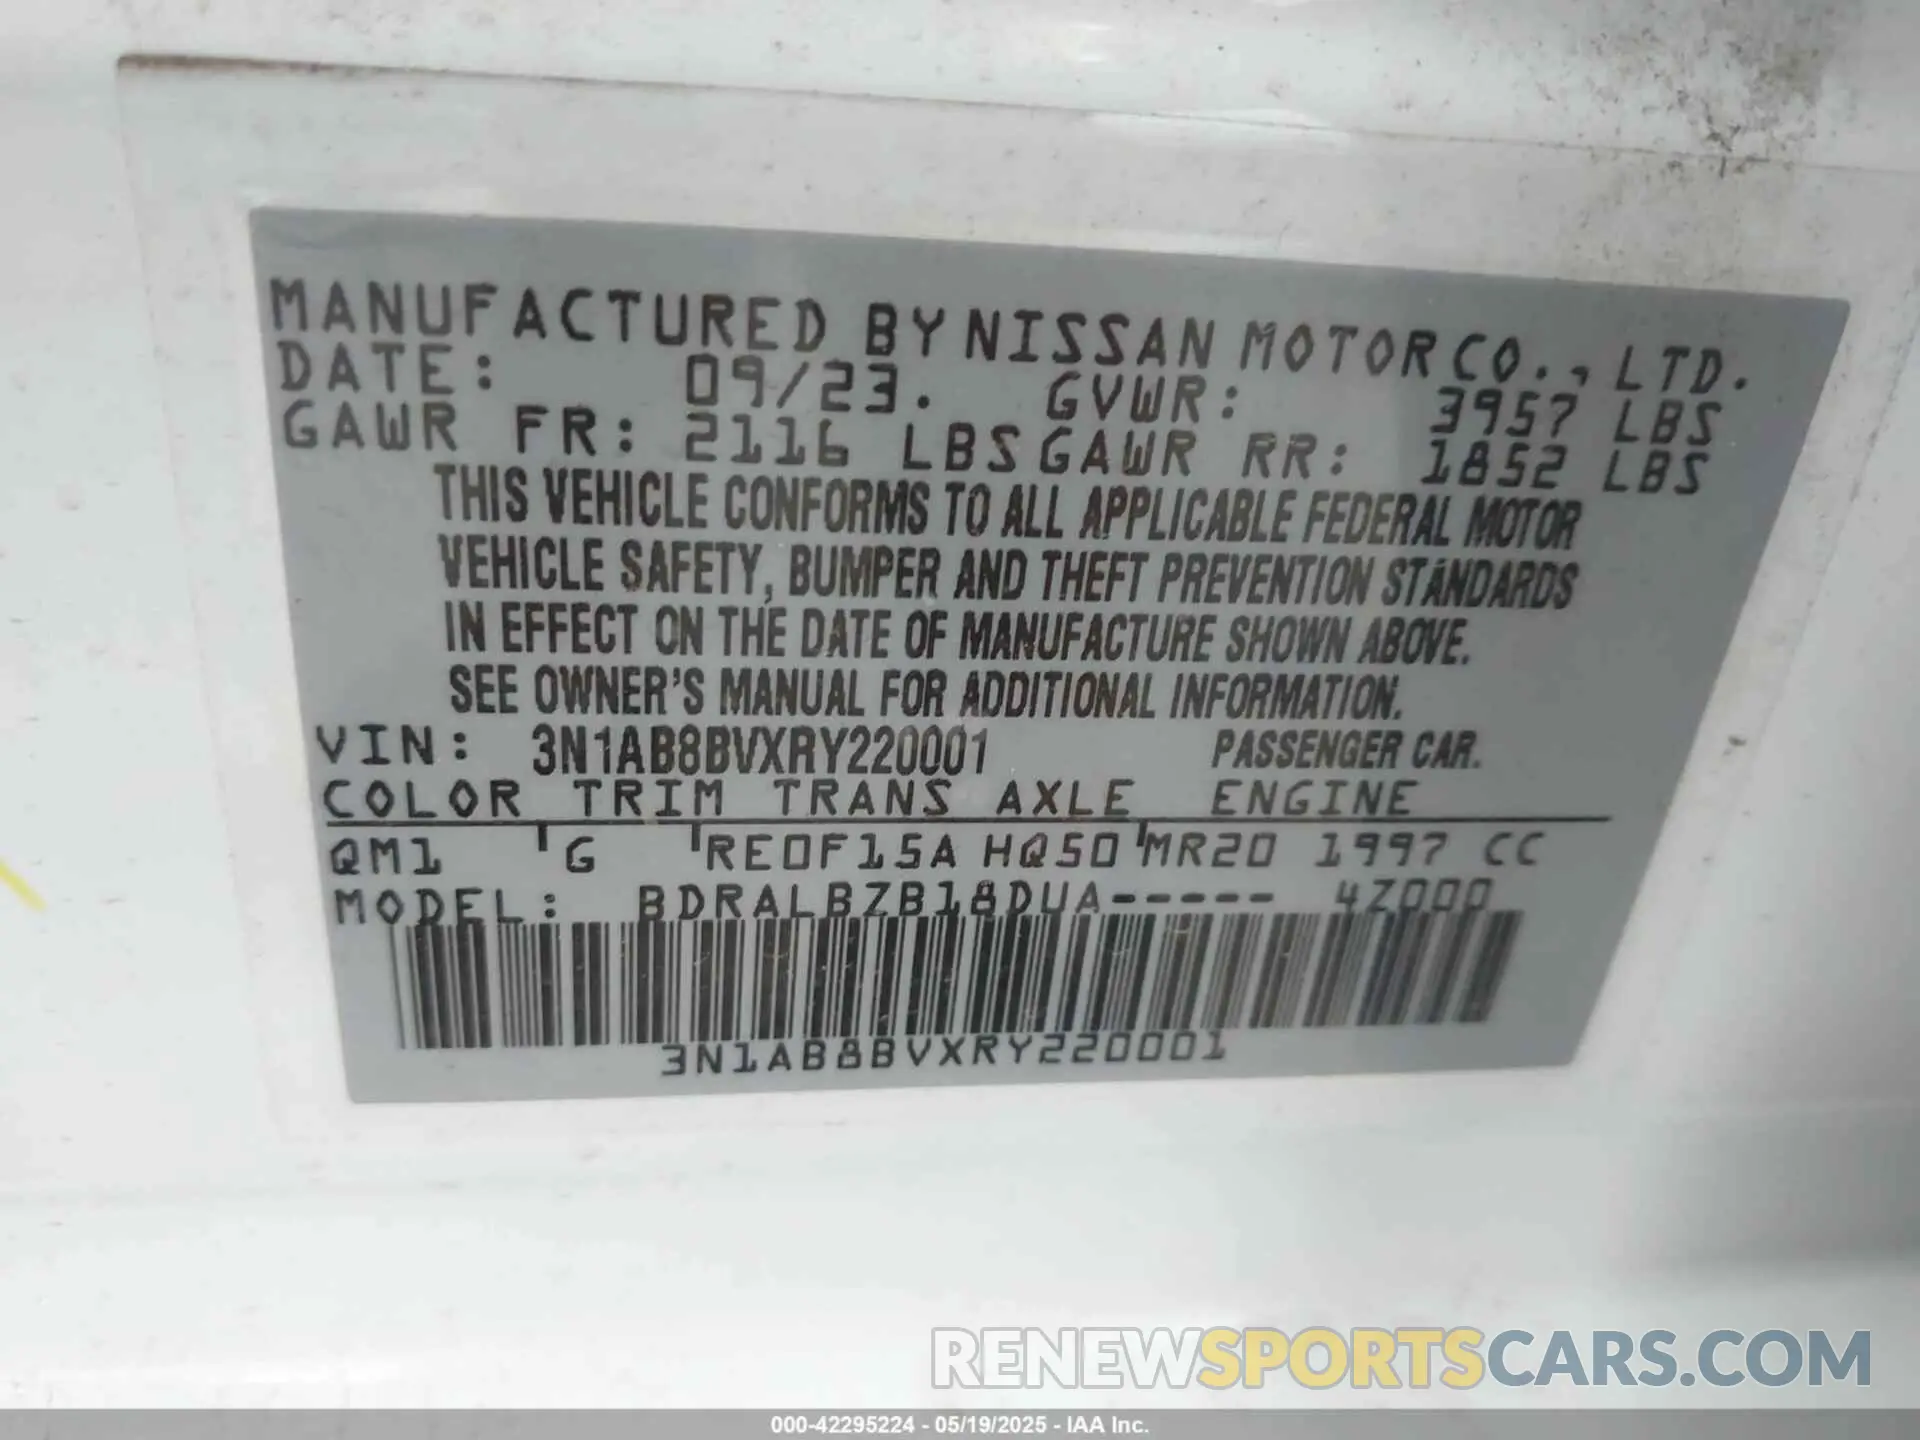 MANUFACTURED BY NISSAN MOTOR CO., LTD.
DATE: 09/23. GVWR: 3957 LBS
GAWR FR: 2116 LBS GAWR RR: 1852 LBS
THIS VEHICLE CONFORMS TO ALL APPLICABLE FEDERAL MOTOR
VEHICLE SAFETY, BUMPER AND THEFT PREVENTION STANDARDS
IN EFFECT ON THE DATE OF MANUFACTURE SHOWN ABOVE.
SEE OWNER'S MANUAL FOR ADDITIONAL INFORMATION.
VIN: 3N1AB8BVXRY220001 PASSENGER CAR.
COLOR TRIM TRANS AXLE ENGINE
QM1 G RE0F15A HQ50 MR20 1997 CC
MODEL: BDRALBZB18DUA----- 4Z000
3N1AB8BVXRY220001
RENEWSPORTSCARS.COM
000-42295224 - 05/19/2025 - IAA Inc.